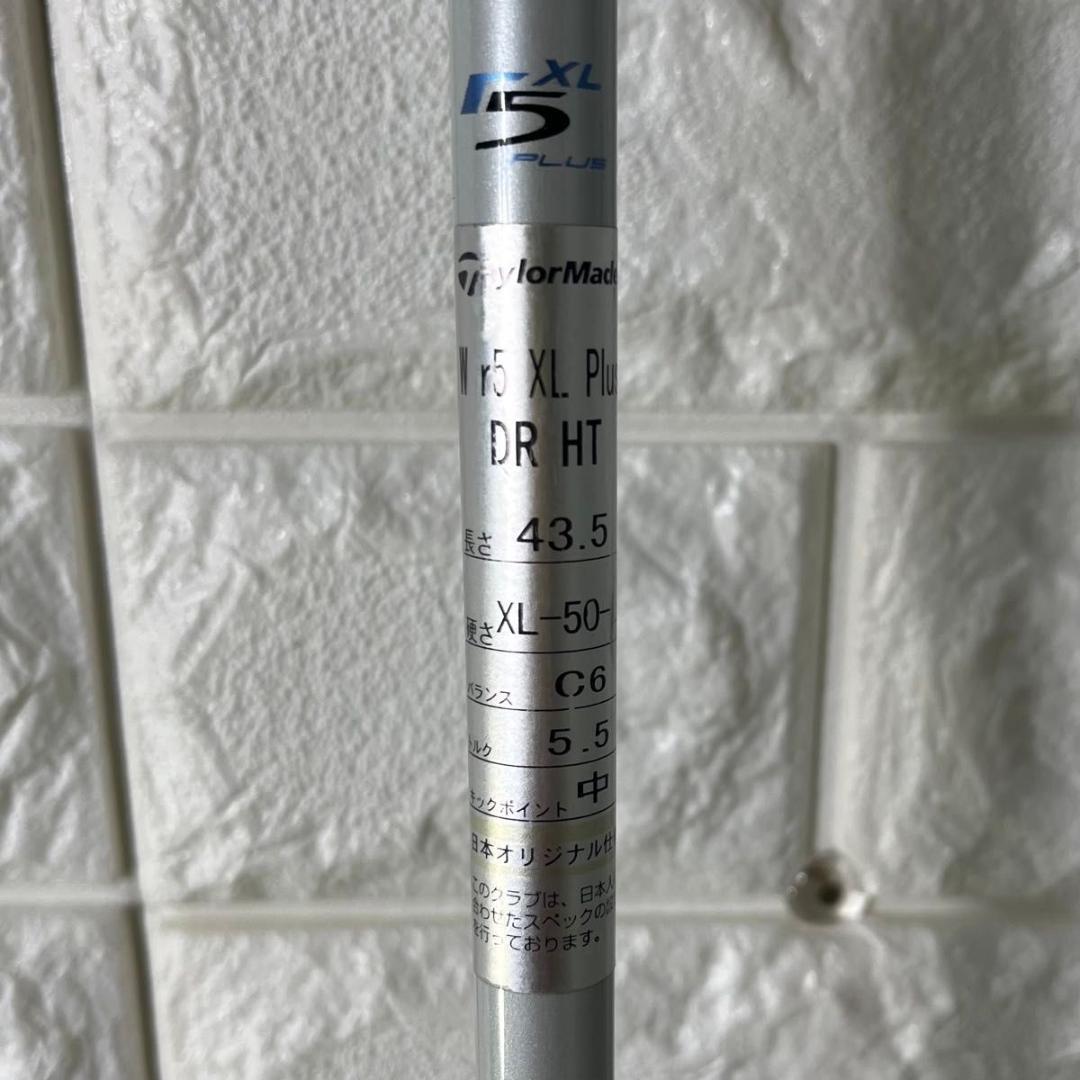 r5 XL
PLUS
TaylorMade
W r5 XL Plus
DR HT
長さ 43.5
硬さ XL-50-
バランス C6
トルク 5.5
キックポイント 中
日本オリジナル仕
このクラブは、日本人
合わせたスペックの
を行っております。